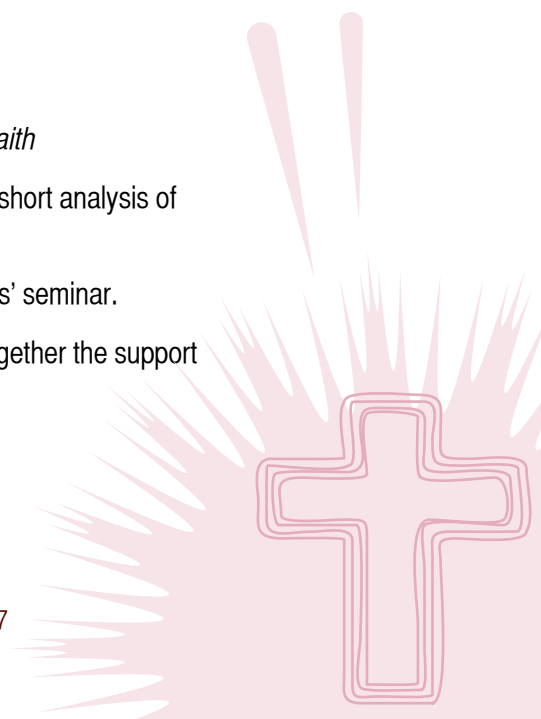 aith
short analysis of
s’ seminar.
gether the support
7